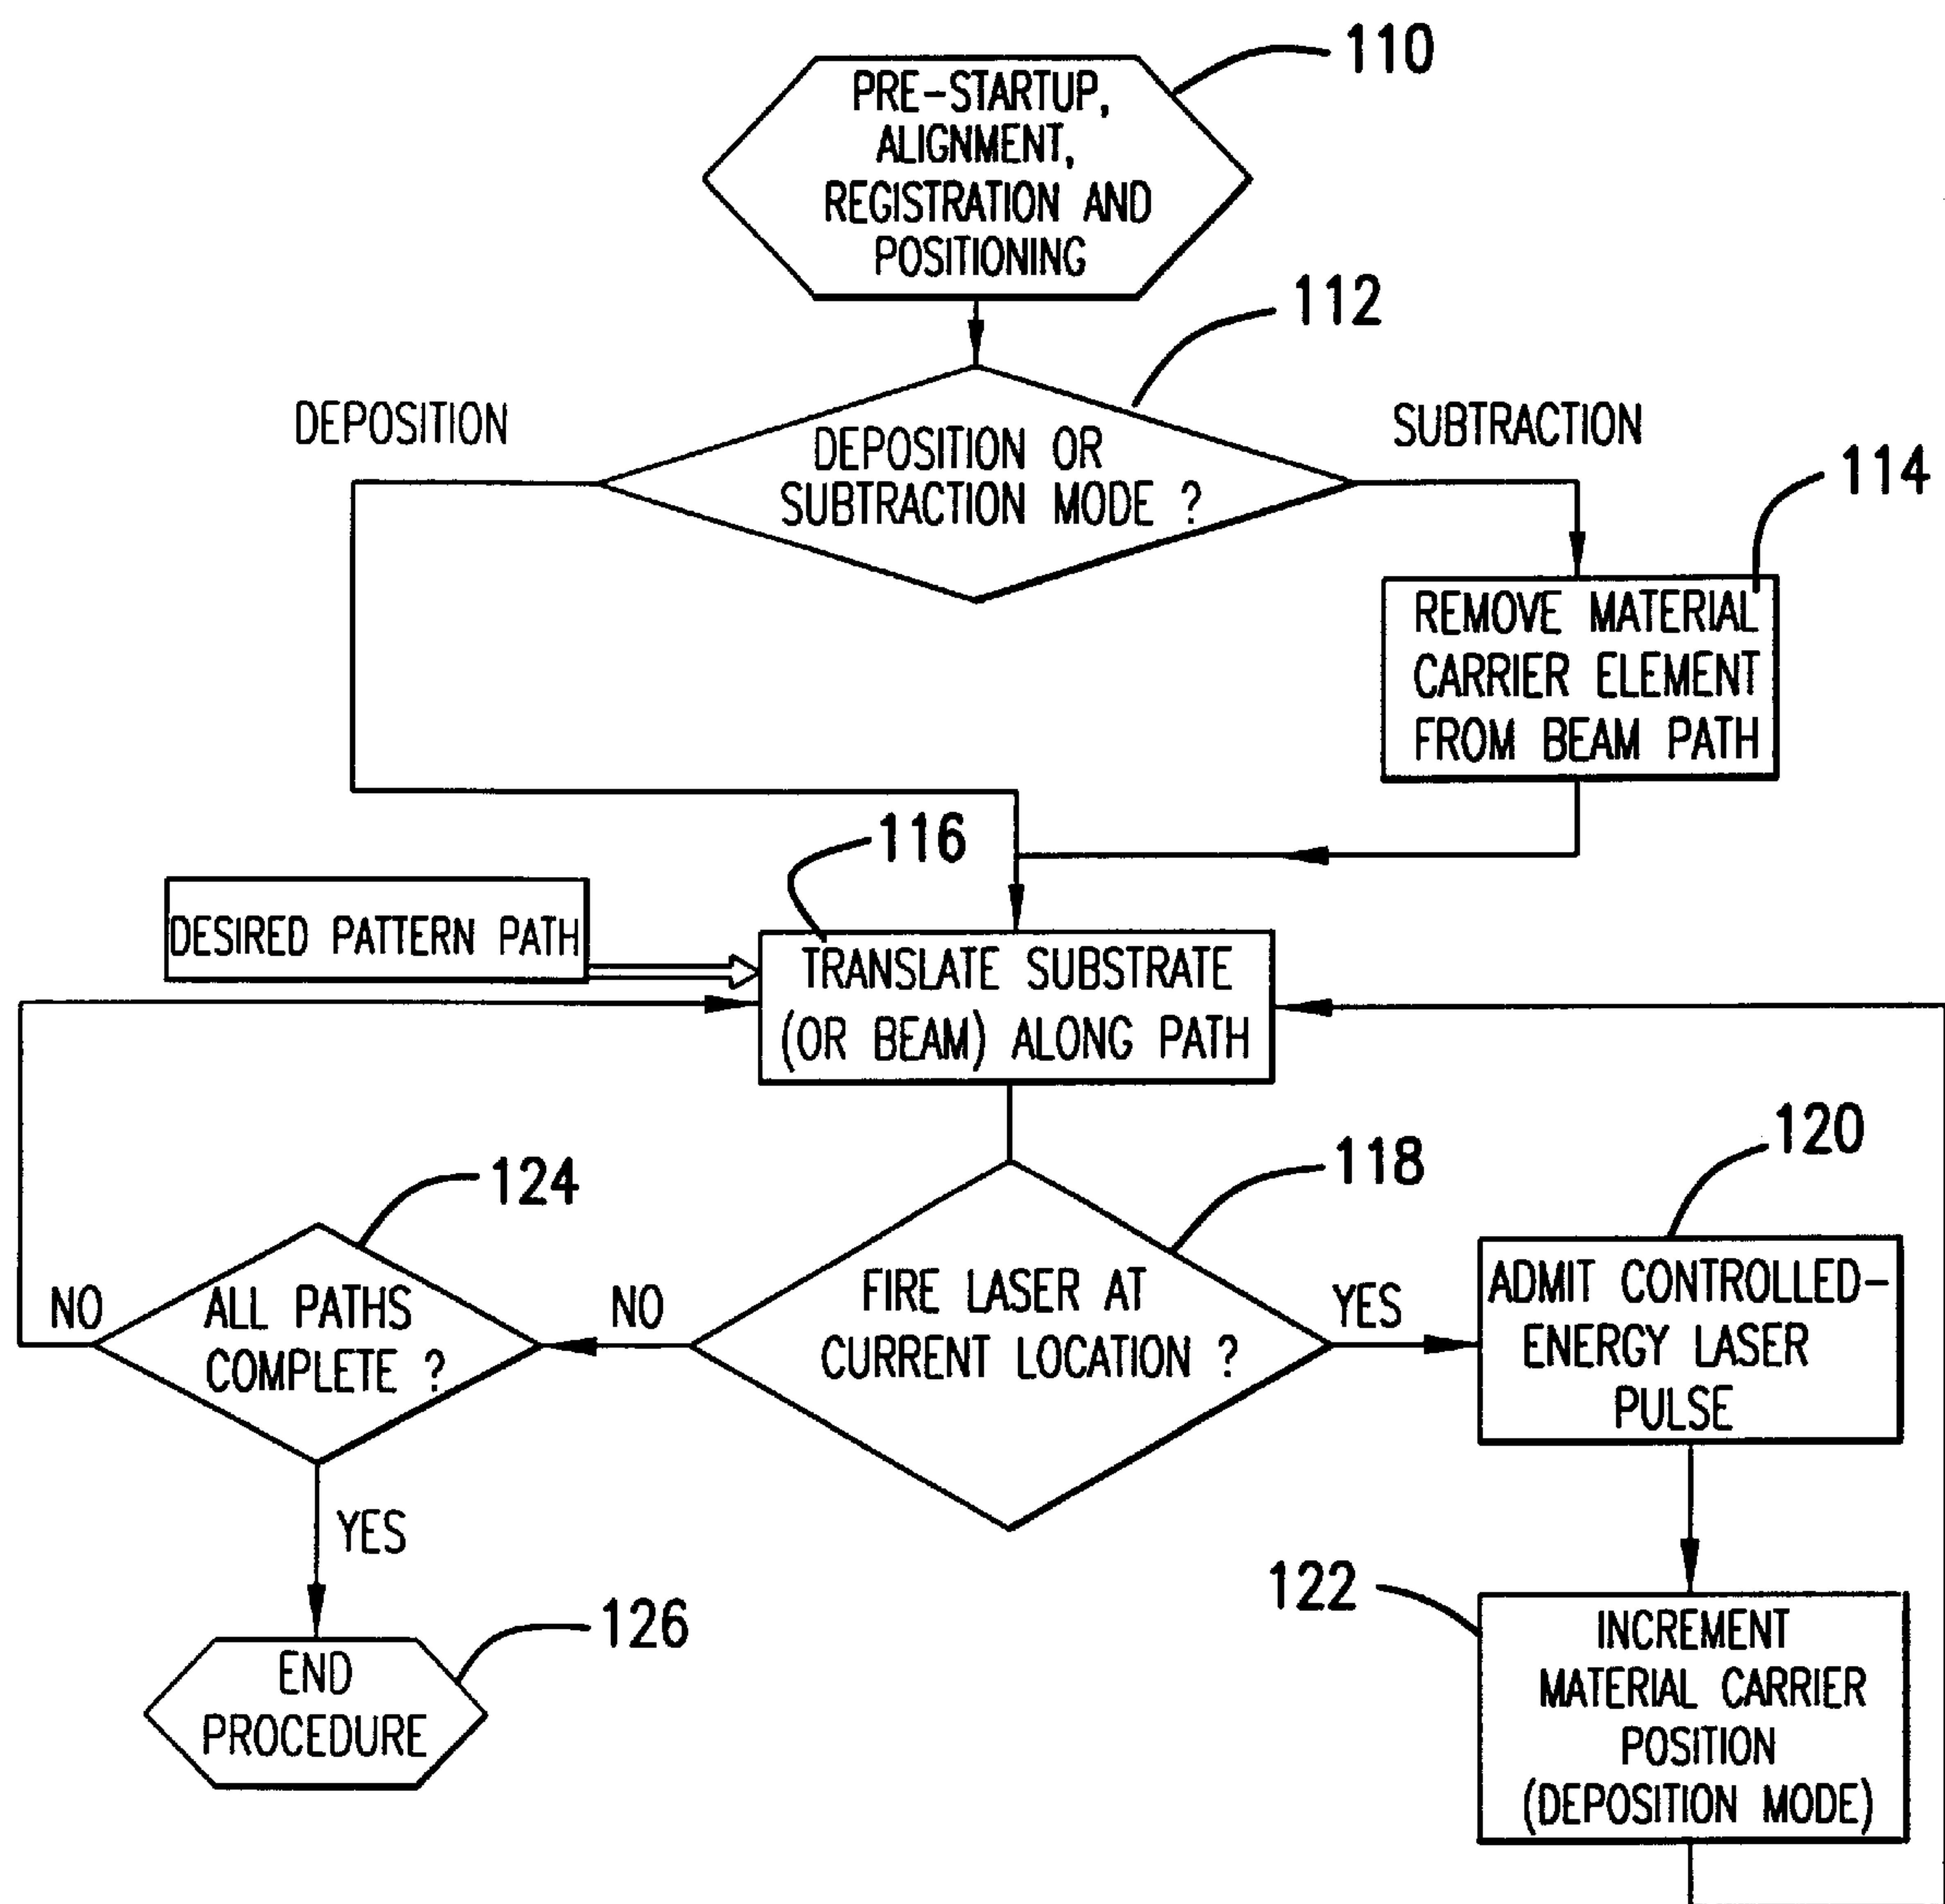 110
PRE-STARTUP,
ALIGNMENT,
REGISTRATION AND
POSITIONING
112
DEPOSITION
DEPOSITION OR
SUBTRACTION MODE ?
SUBTRACTION
114
REMOVE MATERIAL
CARRIER ELEMENT
FROM BEAM PATH
116
DESIRED PATTERN PATH
TRANSLATE SUBSTRATE
(OR BEAM) ALONG PATH
118
FIRE LASER AT
CURRENT LOCATION ?
YES
120
ADMIT CONTROLLED-
ENERGY LASER
PULSE
122
INCREMENT
MATERIAL CARRIER
POSITION
(DEPOSITION MODE)
NO
124
ALL PATHS
COMPLETE ?
NO
YES
126
END
PROCEDURE